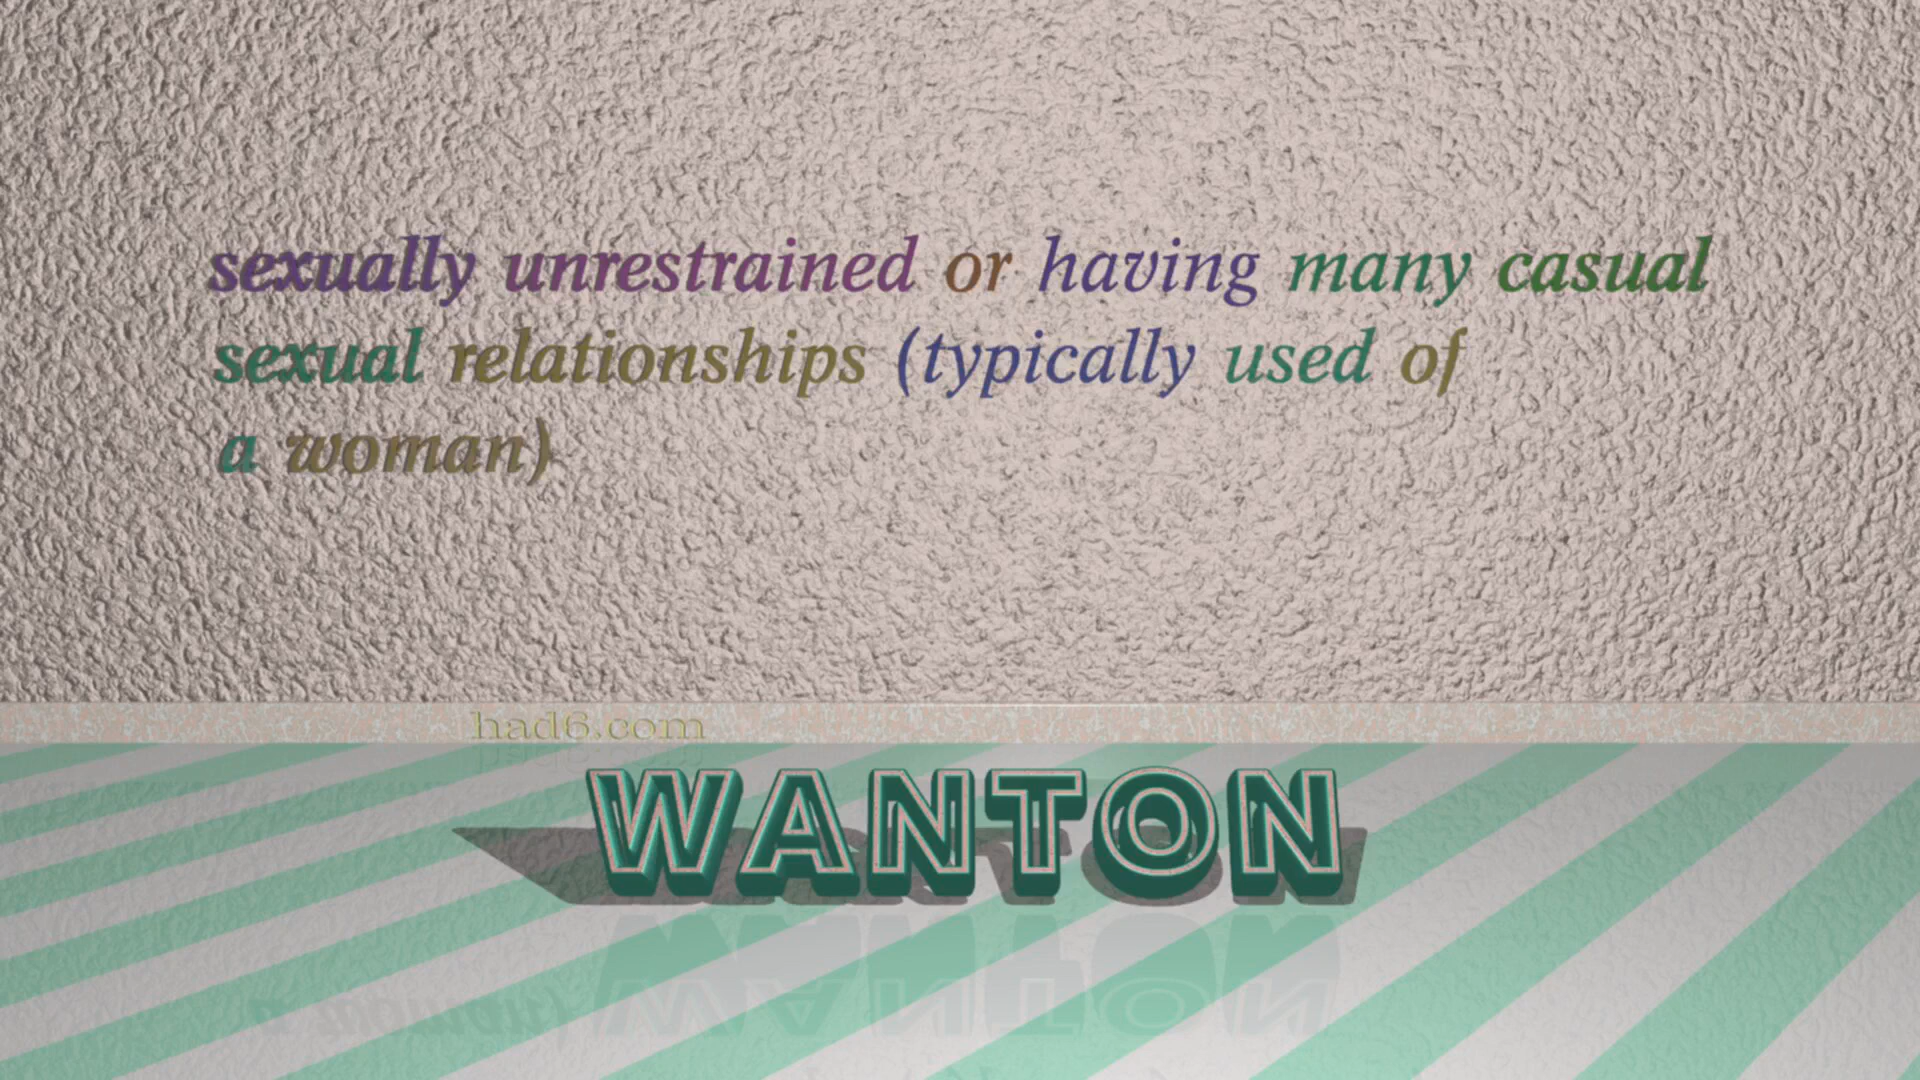 sexually unrestrained or having many casual
sexual relationships (typically used of
a woman)
had6.com
WANTON